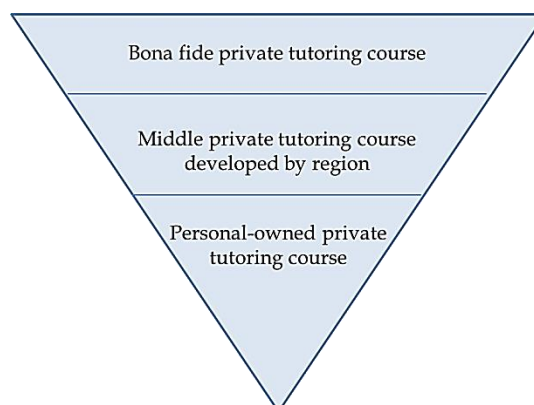 Bona fide private tutoring course
Middle private tutoring course
developed by region
Personal-owned private
tutoring course